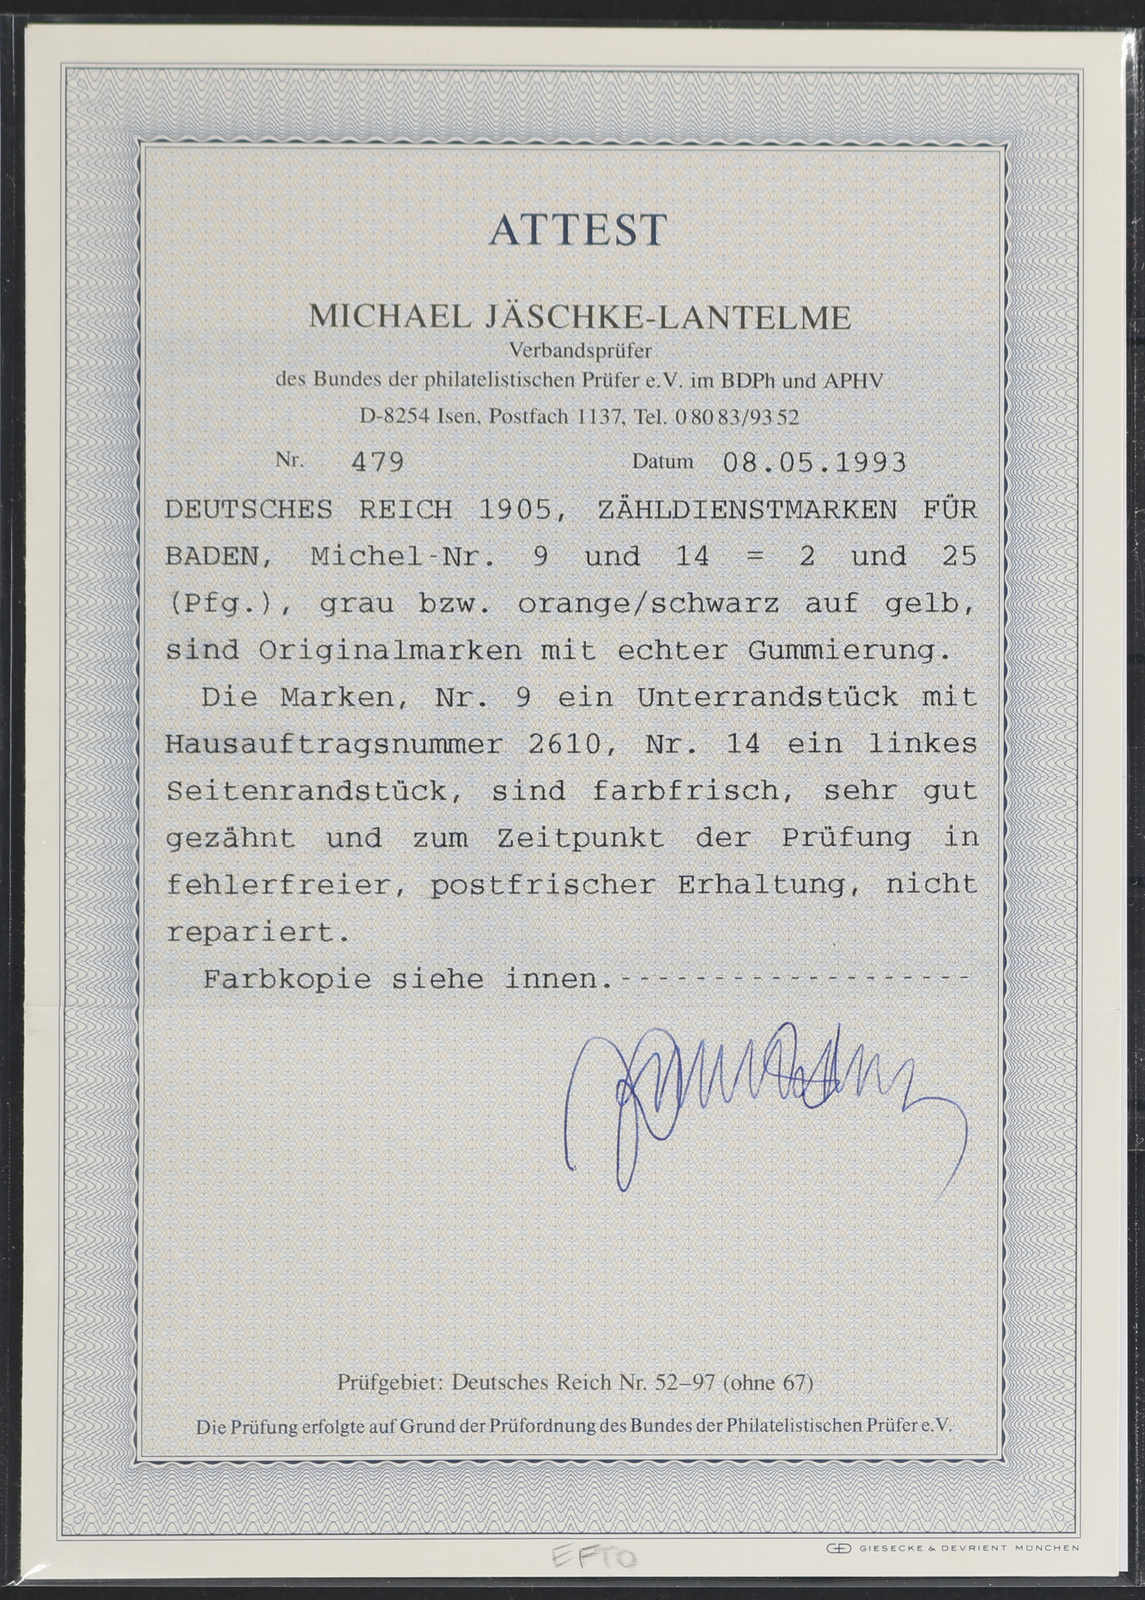 ATTEST
MICHAEL JÄSCHKE-LANTELME
Verbandsprüfer
des Bundes der philatelistischen Prüfer e.V. im BDPh und APHV
D-8254 Isen, Postfach 1137, Tel. 08083/9352
Nr. 479 Datum 08.05.1993
DEUTSCHES REICH 1905, ZÄHLDIENSTMARKEN FÜR
BADEN, Michel-Nr. 9 und 14 = 2 und 25
(Pfg.), grau bzw. orange/schwarz auf gelb,
sind Originalmarken mit echter Gummierung.
Die Marken, Nr. 9 ein Unterrandstück mit
Hausauftragsnummer 2610, Nr. 14 ein linkes
Seitenrandstück, sind farbfrisch, sehr gut
gezähnt und zum Zeitpunkt der Prüfung in
fehlerfreier, postfrischer Erhaltung, nicht
repariert.
Farbkopie siehe innen.-------------------
Prüfgebiet: Deutsches Reich Nr. 52–97 (ohne 67)
Die Prüfung erfolgte auf Grund der Prüfordnung des Bundes der Philatelistischen Prüfer e.V.
GIESECKE & DEVRIENT MÜNCHEN
EFTO